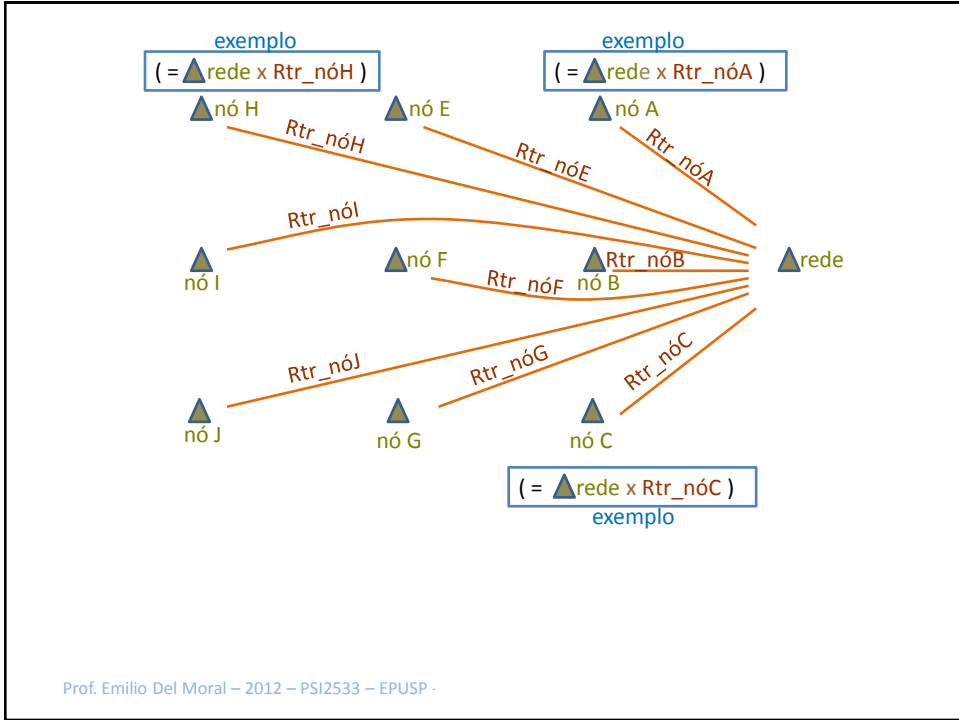 exemplo
exemplo
( = rede x Rtr_nóH )
( = rede x Rtr_nóA )
nó H
nó E
nó A
Rtr_nóH
Rtr_nóE
Rtr_nóA
Rtr_nóI
nó I
nó F
Rtr_nóB
rede
nó B
Rtr_nóF
Rtr_nóJ
Rtr_nóG
Rtr_nóC
nó J
nó G
nó C
( = rede x Rtr_nóC )
exemplo
Prof. Emilio Del Moral – 2012 – PSI2533 – EPUSP -